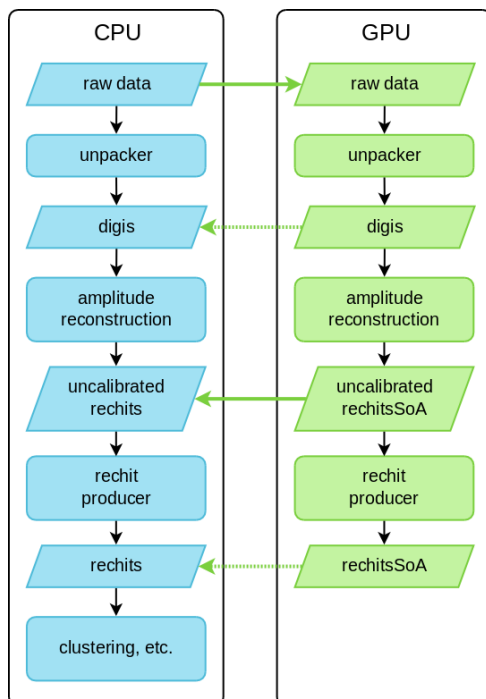 CPU
raw data
unpacker
digis
amplitude
reconstruction
uncalibrated
rechits
rechit
producer
rechits
clustering, etc.
GPU
raw data
unpacker
digis
amplitude
reconstruction
uncalibrated
rechitsSoA
rechit
producer
rechitsSoA